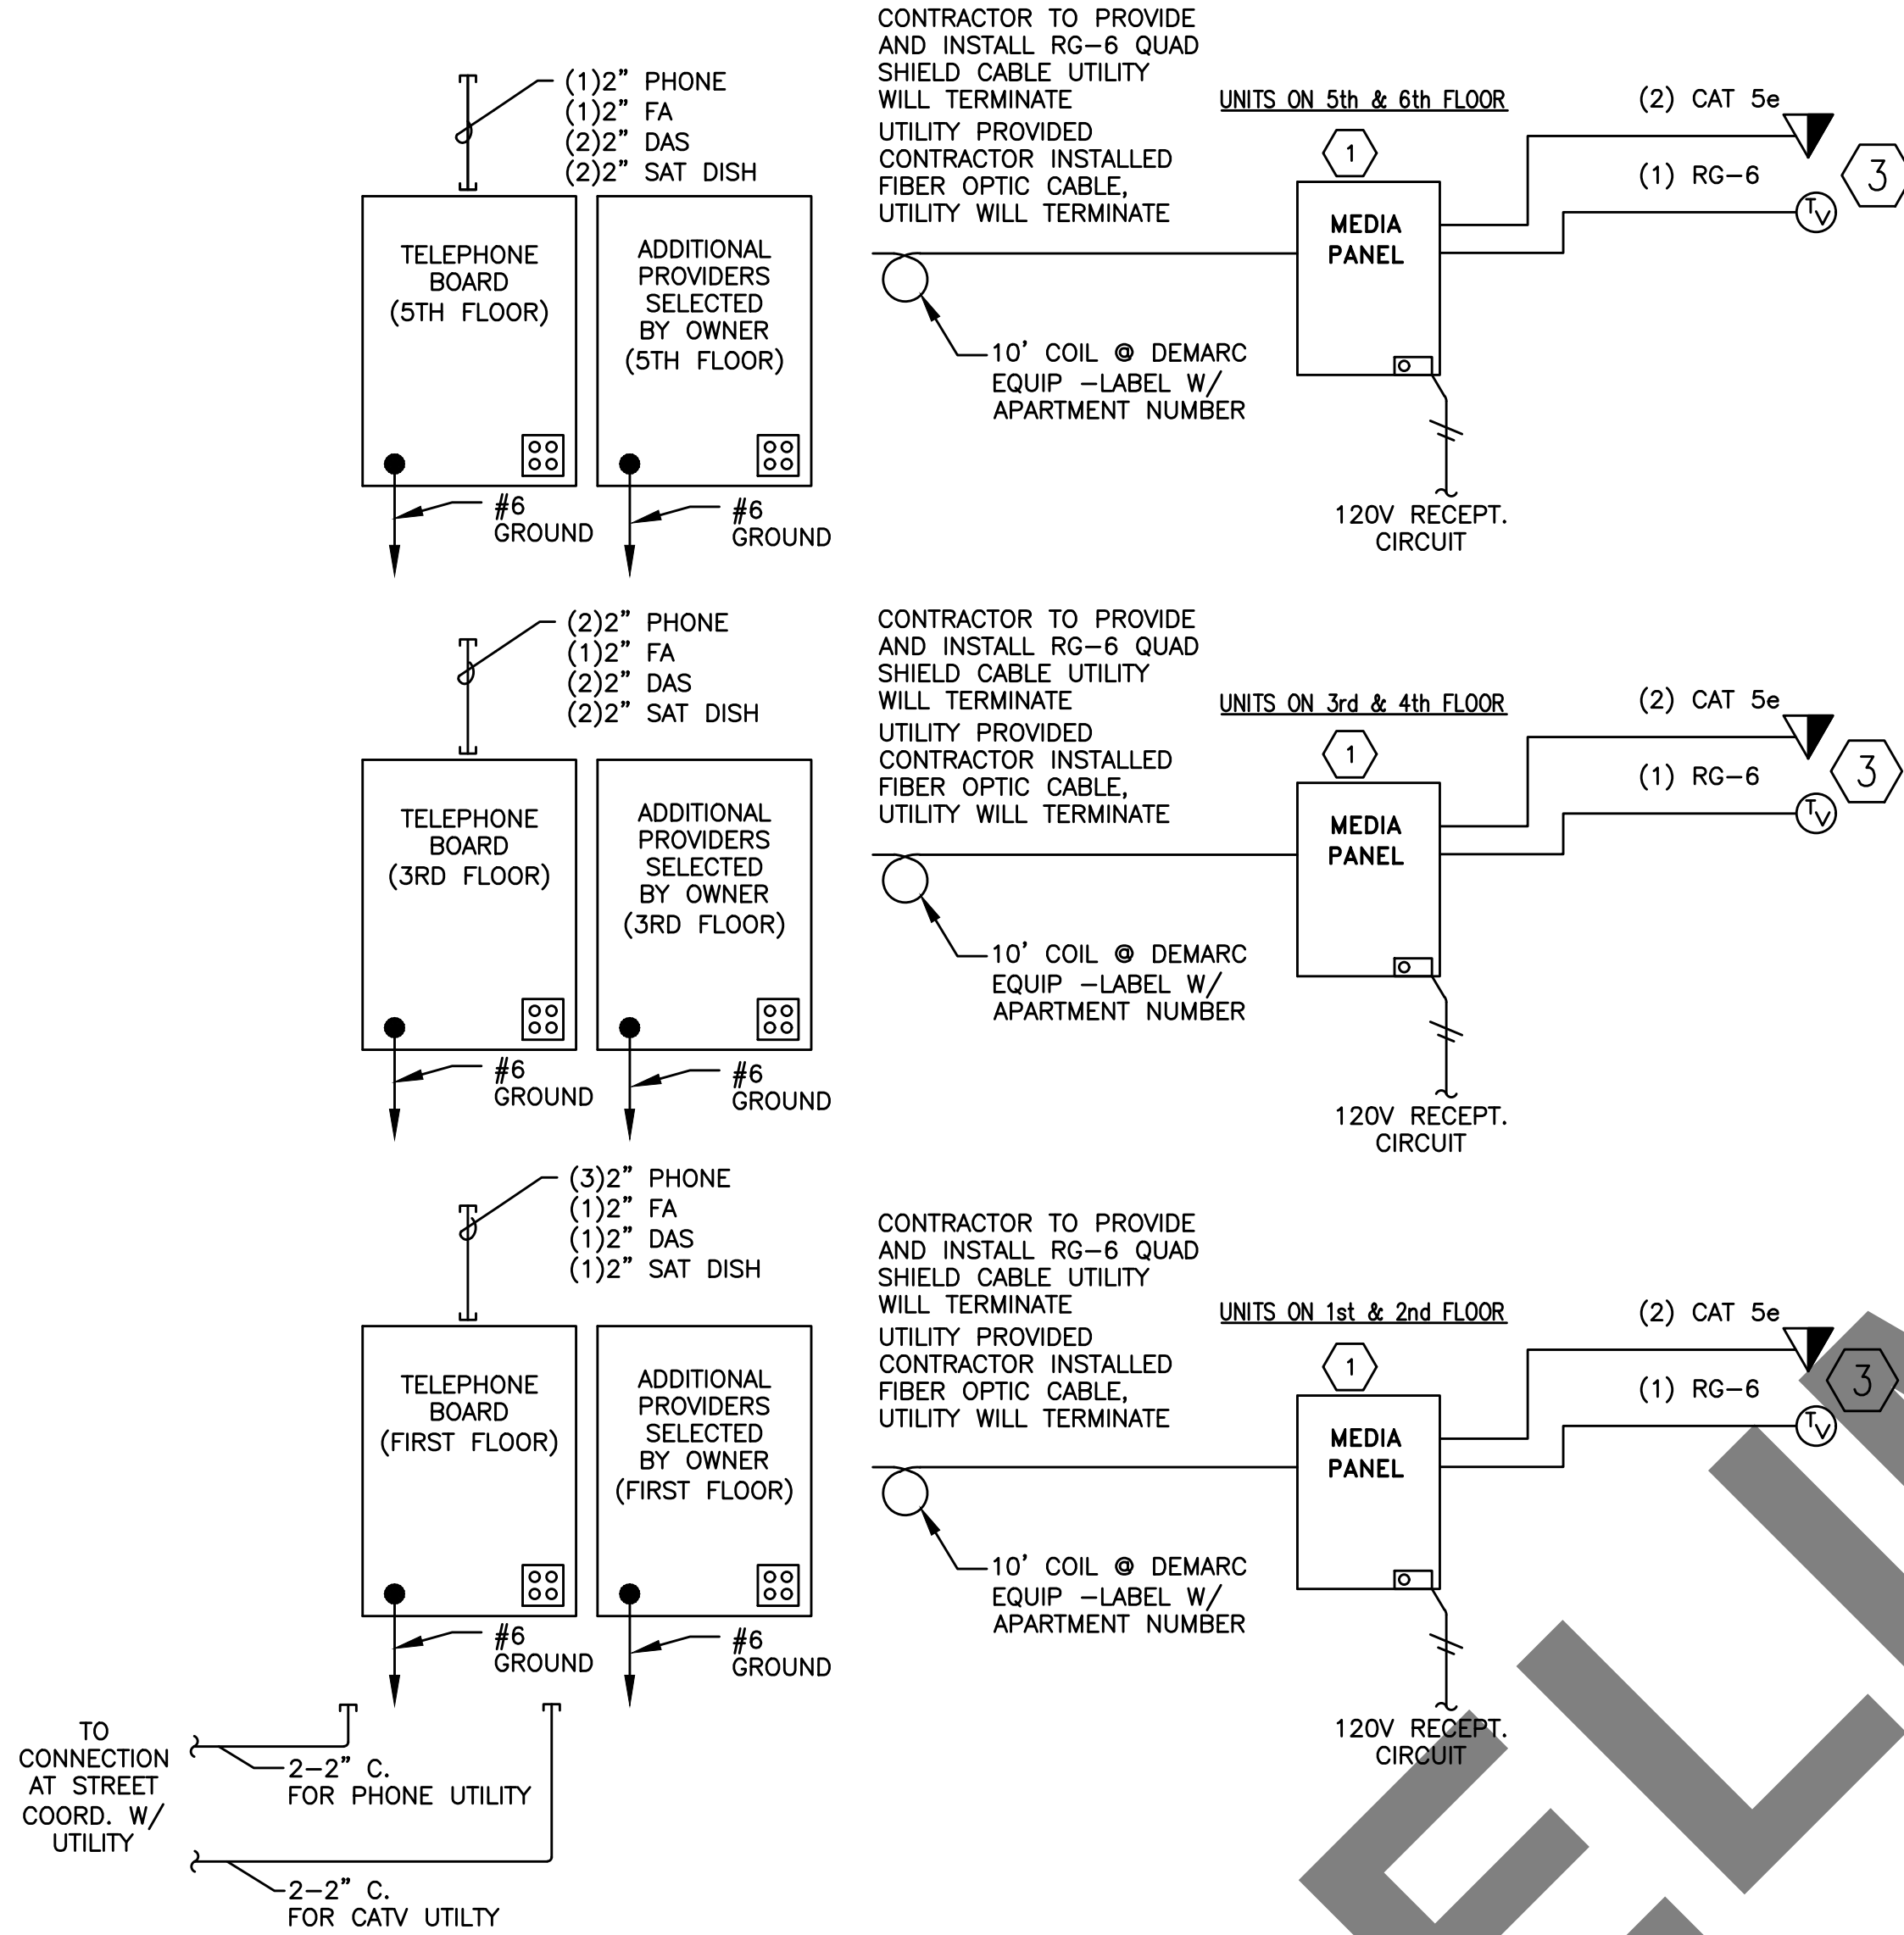 (1)2" PHONE
(1)2" FA
(2)2" DAS
(2)2" SAT DISH
TELEPHONE
BOARD
(5TH FLOOR)
#6
GROUND
ADDITIONAL
PROVIDERS
SELECTED
BY OWNER
(5TH FLOOR)
#6
GROUND
CONTRACTOR TO PROVIDE
AND INSTALL RG-6 QUAD
SHIELD CABLE UTILITY
WILL TERMINATE
UTILITY PROVIDED
CONTRACTOR INSTALLED
FIBER OPTIC CABLE,
UTILITY WILL TERMINATE
10' COIL @ DEMARC
EQUIP -LABEL W/
APARTMENT NUMBER
UNITS ON 5th & 6th FLOOR
1
MEDIA
PANEL
120V RECEPT.
CIRCUIT
(2) CAT 5e
(1) RG-6
3
TV
(2)2" PHONE
(1)2" FA
(2)2" DAS
(2)2" SAT DISH
TELEPHONE
BOARD
(3RD FLOOR)
#6
GROUND
ADDITIONAL
PROVIDERS
SELECTED
BY OWNER
(3RD FLOOR)
#6
GROUND
CONTRACTOR TO PROVIDE
AND INSTALL RG-6 QUAD
SHIELD CABLE UTILITY
WILL TERMINATE
UTILITY PROVIDED
CONTRACTOR INSTALLED
FIBER OPTIC CABLE,
UTILITY WILL TERMINATE
10' COIL @ DEMARC
EQUIP -LABEL W/
APARTMENT NUMBER
UNITS ON 3rd & 4th FLOOR
1
MEDIA
PANEL
120V RECEPT.
CIRCUIT
(2) CAT 5e
(1) RG-6
3
TV
(3)2" PHONE
(1)2" FA
(1)2" DAS
(1)2" SAT DISH
TELEPHONE
BOARD
(FIRST FLOOR)
#6
GROUND
ADDITIONAL
PROVIDERS
SELECTED
BY OWNER
(FIRST FLOOR)
#6
GROUND
CONTRACTOR TO PROVIDE
AND INSTALL RG-6 QUAD
SHIELD CABLE UTILITY
WILL TERMINATE
UTILITY PROVIDED
CONTRACTOR INSTALLED
FIBER OPTIC CABLE,
UTILITY WILL TERMINATE
10' COIL @ DEMARC
EQUIP -LABEL W/
APARTMENT NUMBER
UNITS ON 1st & 2nd FLOOR
1
MEDIA
PANEL
120V RECEPT.
CIRCUIT
(2) CAT 5e
(1) RG-6
3
TV
TO
CONNECTION
AT STREET
COORD. W/
UTILITY
2-2" C.
FOR PHONE UTILITY
2-2" C.
FOR CATV UTILTY